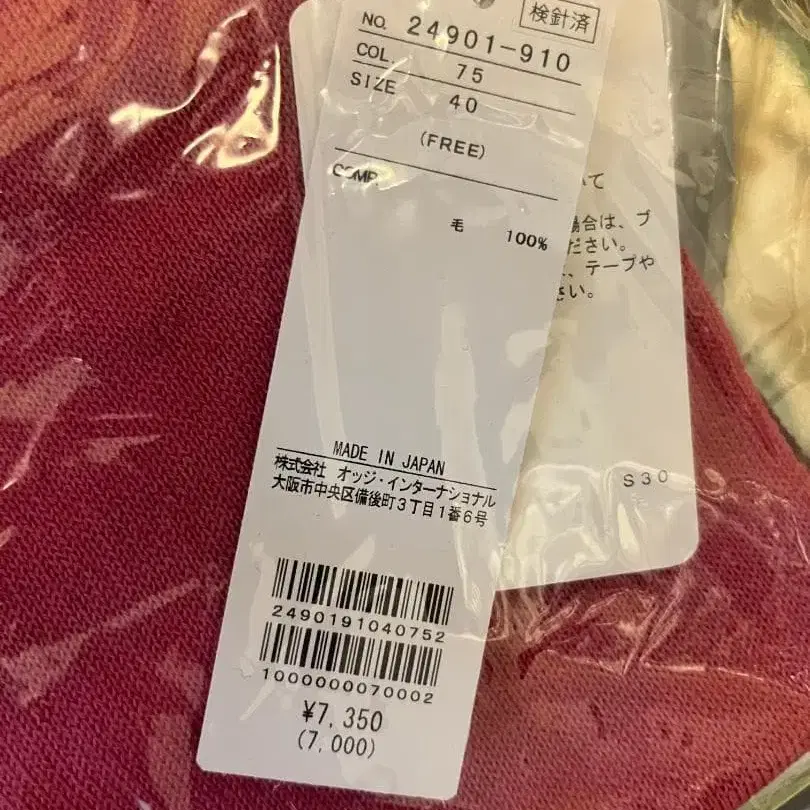 検針済
NO. 24901-910
COL. 75
SIZE 40
(FREE)
COMP.
毛 100%
いて
場合は、ブ
ださい。
、テープや
さい。
S30
MADE IN JAPAN
株式会社 オッジ・インターナショナル
大阪市中央区備後町3丁目1番6号
2490191040752
1000000070002
¥7,350
(7,000)